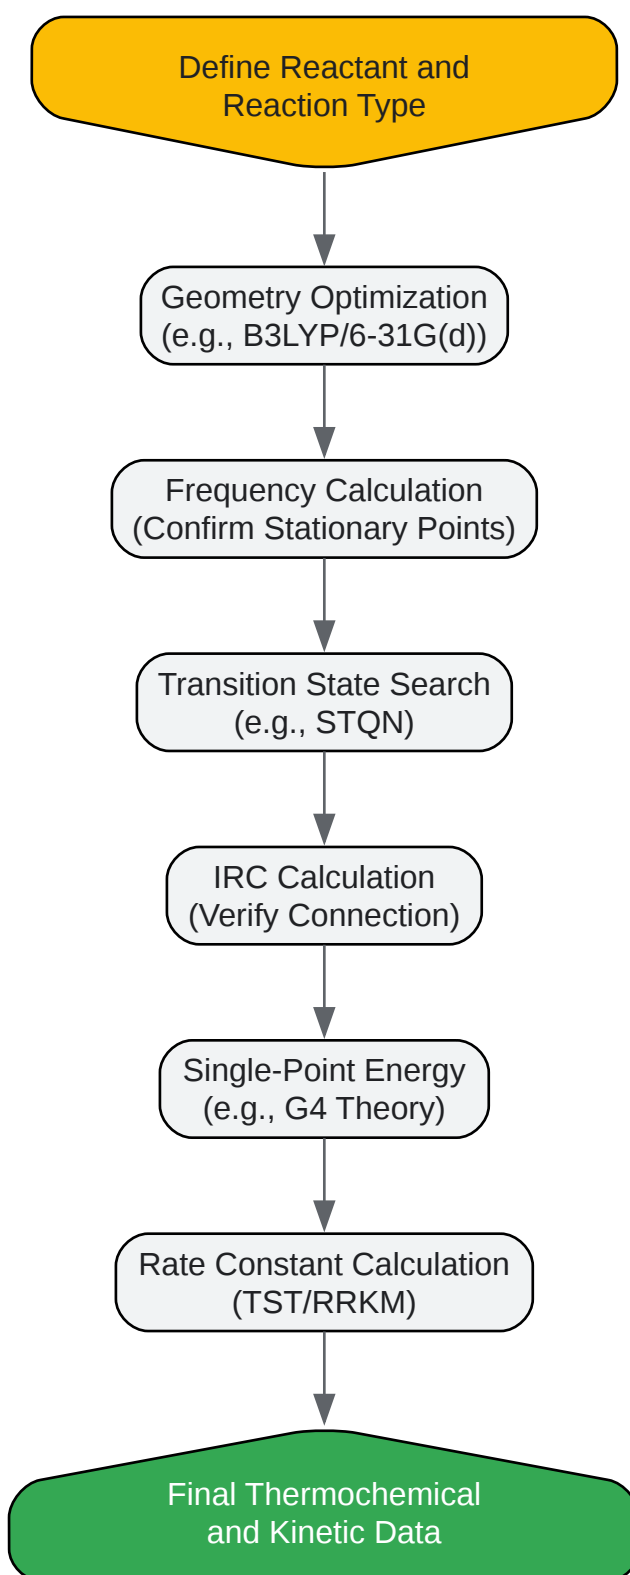 Define Reactant and
Reaction Type
Geometry Optimization
(e.g., B3LYP/6-31G(d))
Frequency Calculation
(Confirm Stationary Points)
Transition State Search
(e.g., STQN)
IRC Calculation
(Verify Connection)
Single-Point Energy
(e.g., G4 Theory)
Rate Constant Calculation
(TST/RRKM)
Final Thermochemical
and Kinetic Data